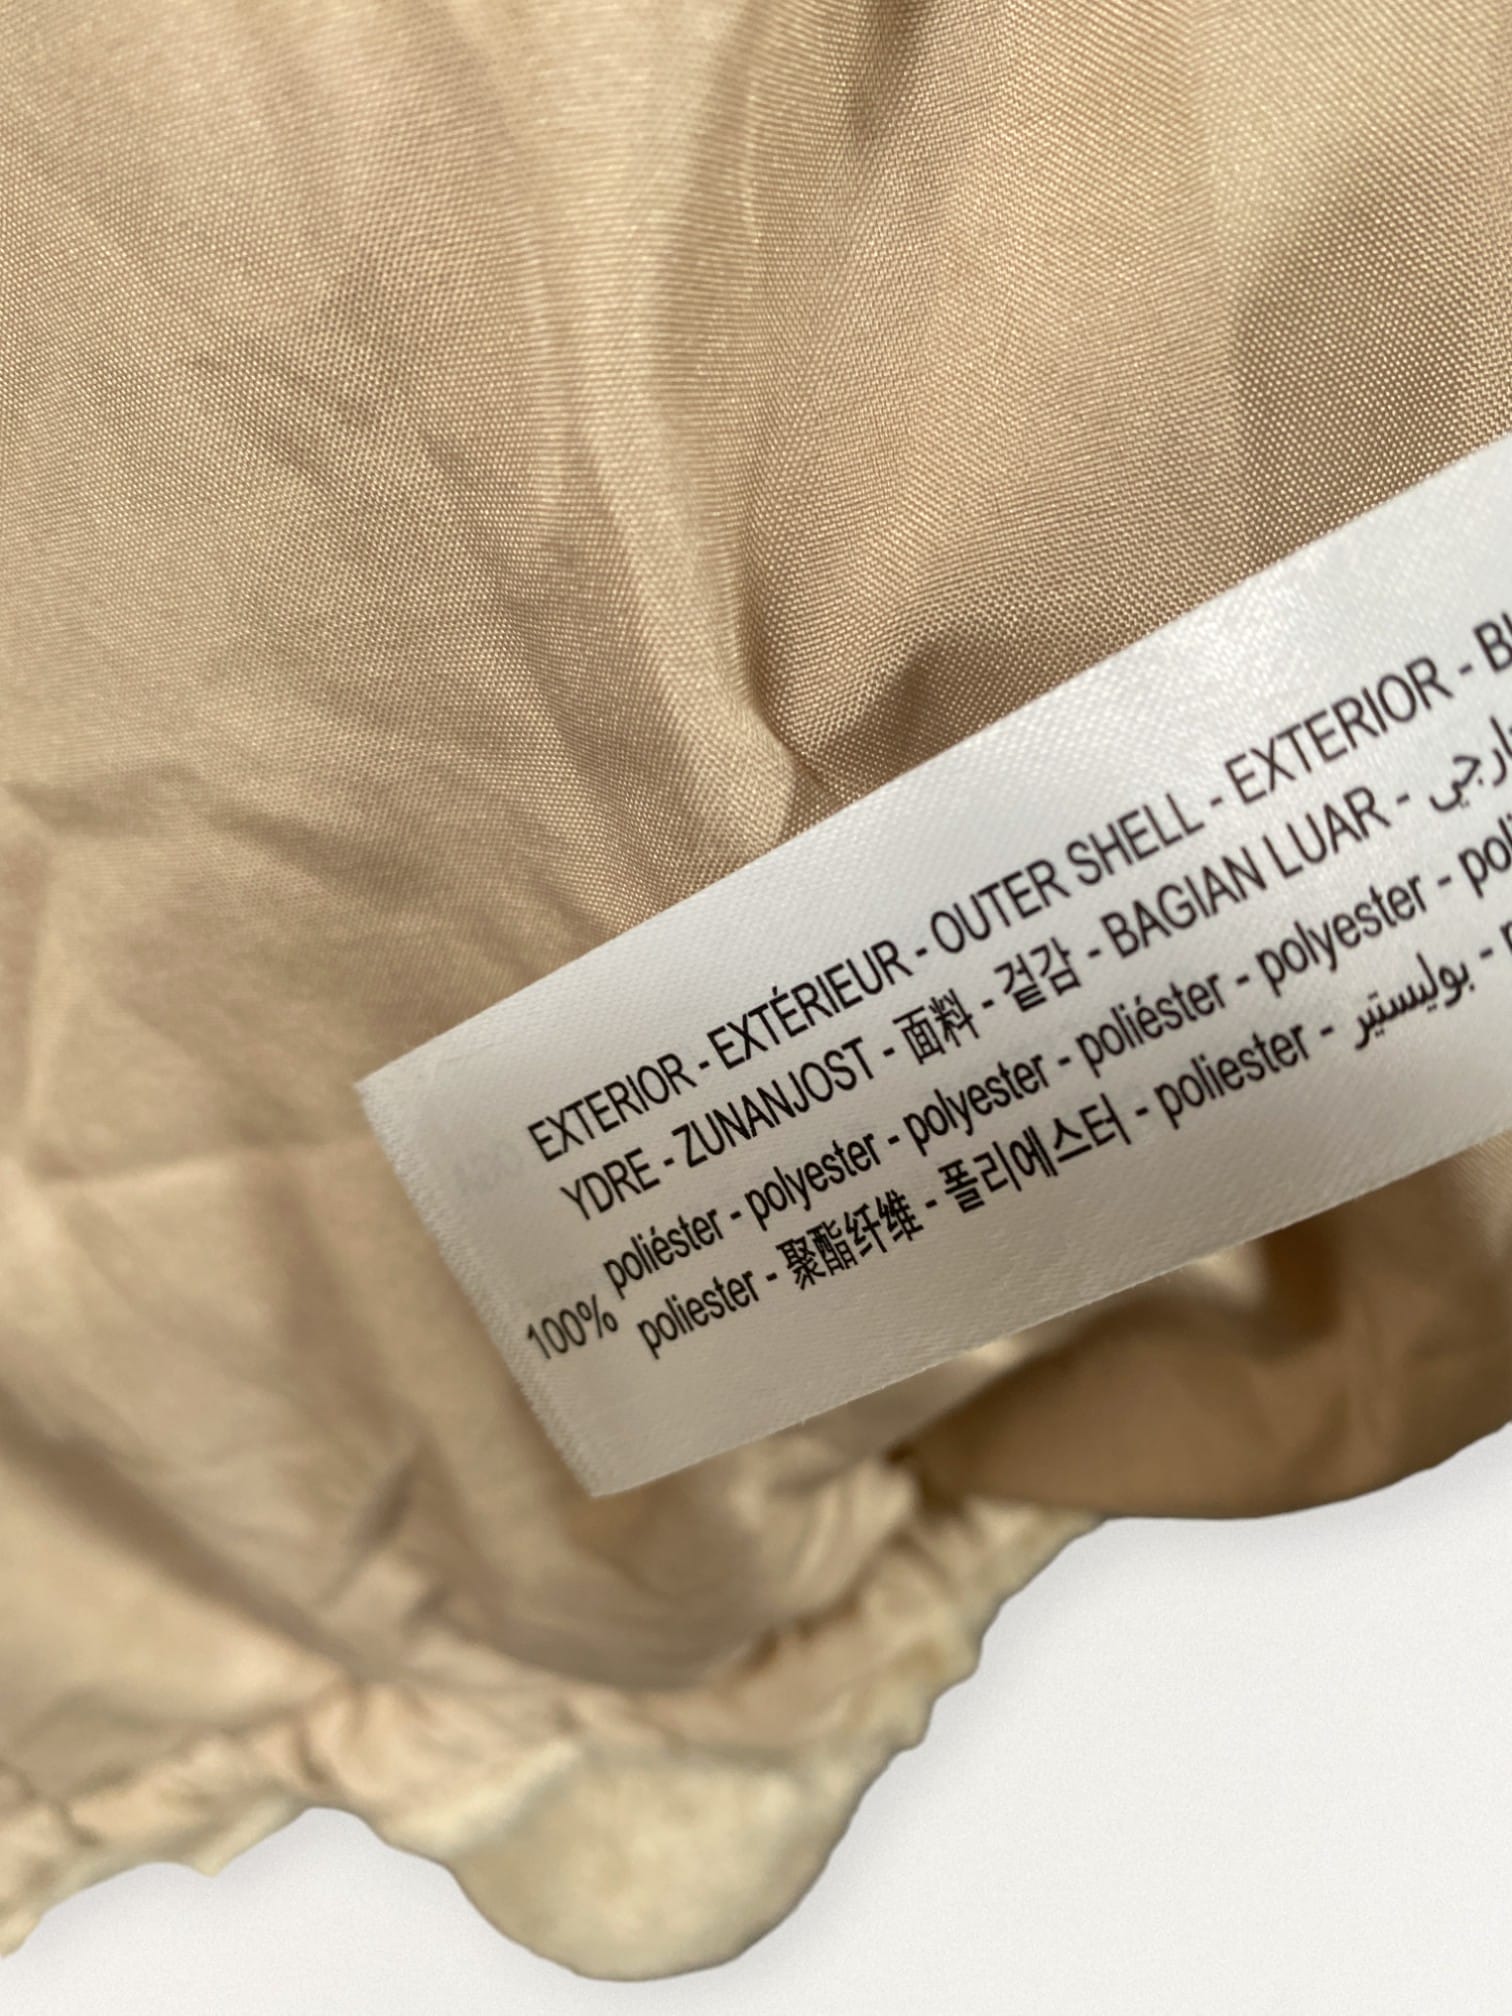 EXTERIOR - EXTÉRIEUR - OUTER SHELL - EXTERIOR -
YDRE - ZUNANJOST - 面料 - 겉감 - BAGIAN LUAR -
100% poliéster - polyester - polyester - poliéster - polyester -
poliester - 聚酯纤维 - 폴리에스터 - poliester - بوليستير -